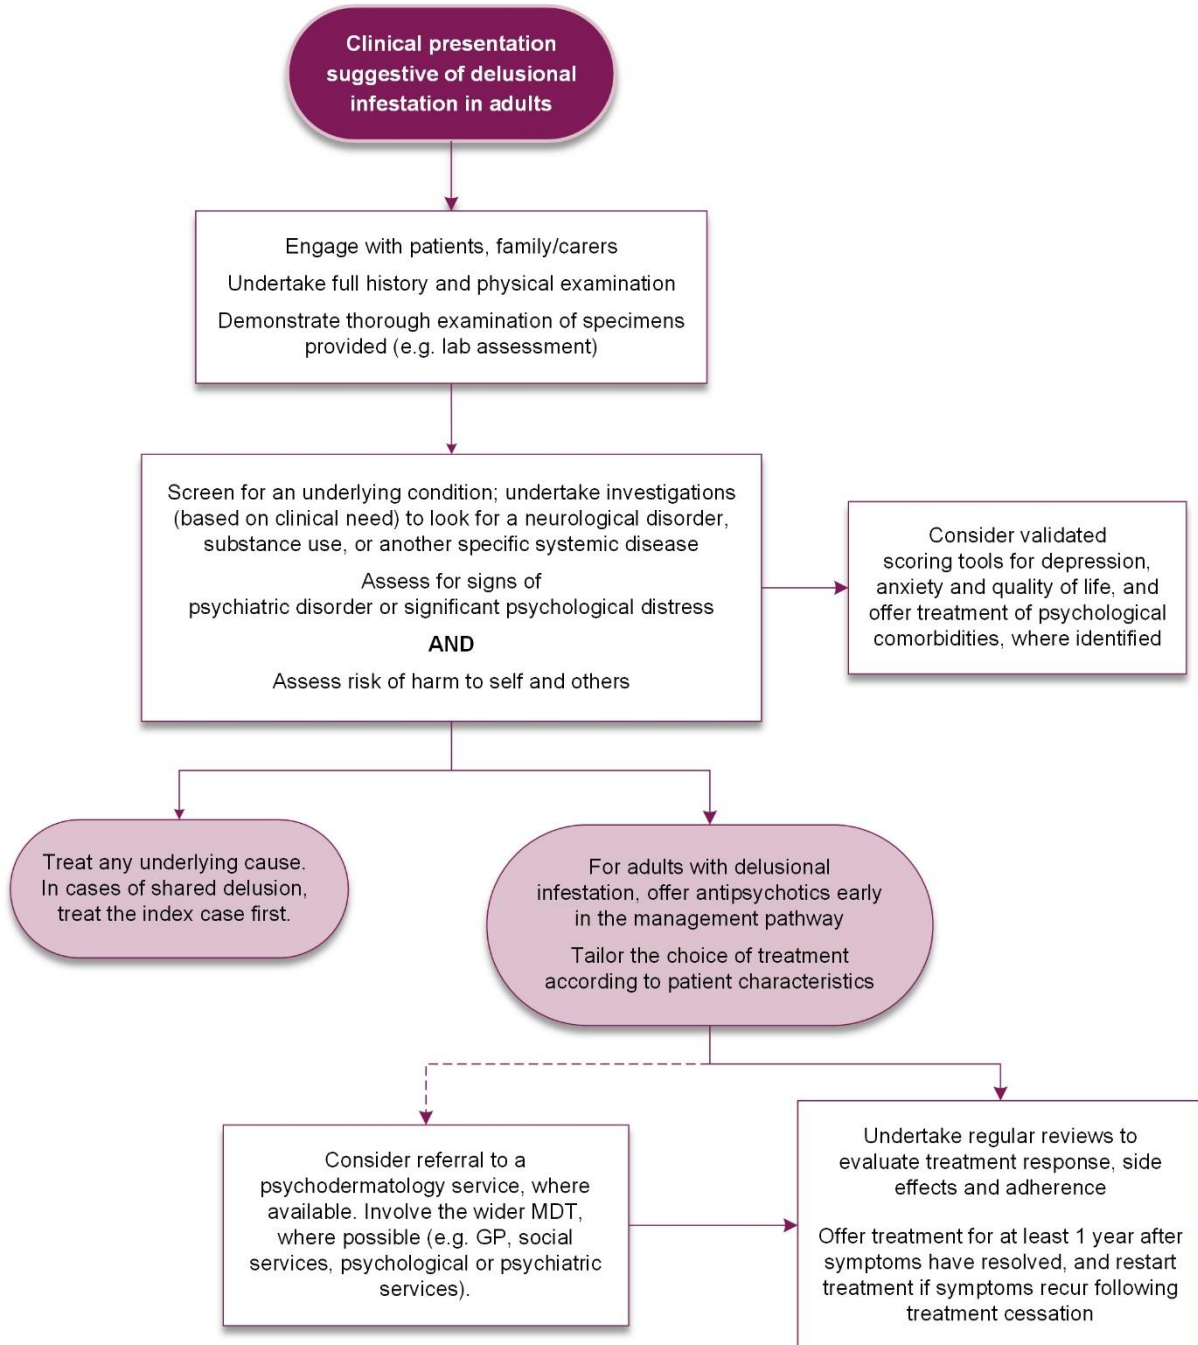 Clinical presentation
suggestive of delusional
infestation in adults
Engage with patients, family/carers
Undertake full history and physical examination
Demonstrate thorough examination of specimens
provided (e.g. lab assessment)
Screen for an underlying condition; undertake investigations
(based on clinical need) to look for a neurological disorder,
substance use, or another specific systemic disease
Assess for signs of
psychiatric disorder or significant psychological distress
AND
Assess risk of harm to self and others
Consider validated
scoring tools for depression,
anxiety and quality of life, and
offer treatment of psychological
comorbidities, where identified
Treat any underlying cause.
In cases of shared delusion,
treat the index case first.
For adults with delusional
infestation, offer antipsychotics early
in the management pathway
Tailor the choice of treatment
according to patient characteristics
Consider referral to a
psychodermatology service, where
available. Involve the wider MDT,
where possible (e.g. GP, social
services, psychological or psychiatric
services).
Undertake regular reviews to
evaluate treatment response, side
effects and adherence
Offer treatment for at least 1 year after
symptoms have resolved, and restart
treatment if symptoms recur following
treatment cessation